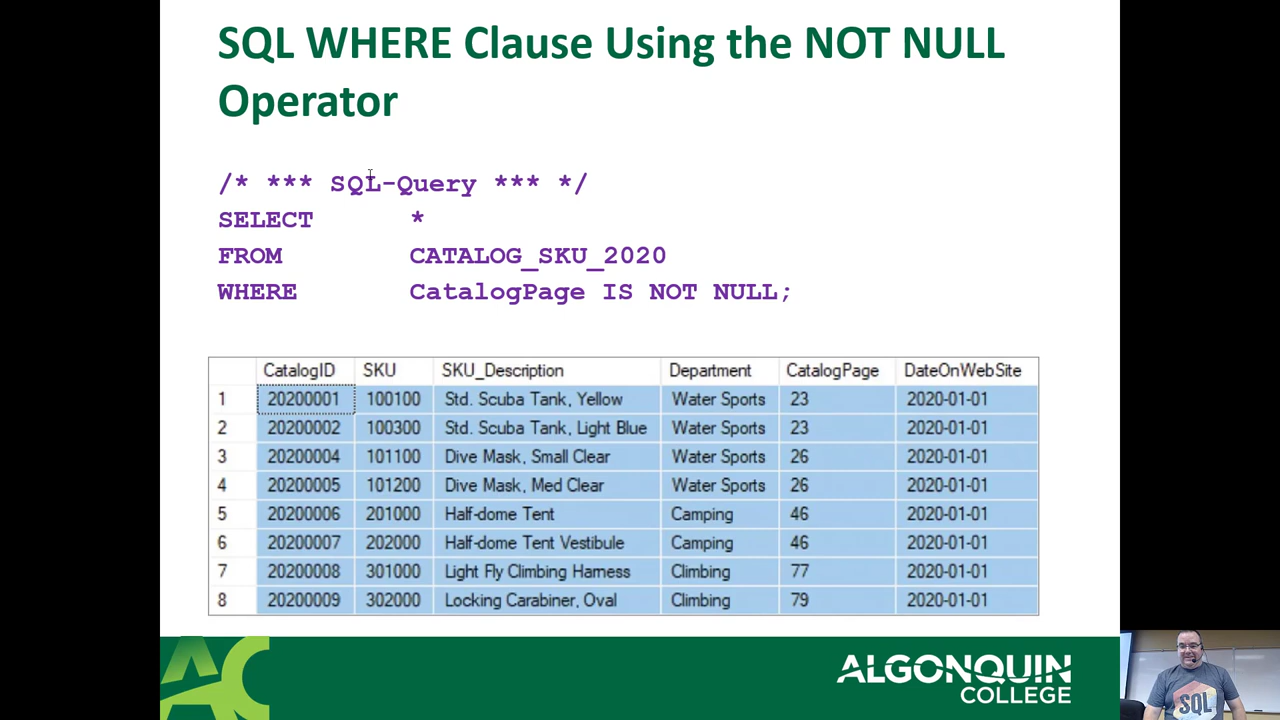 SQL WHERE Clause Using the NOT NULL
Operator
/* *** SQL-Query *** */
SELECT *
FROM CATALOG_SKU_2020
WHERE CatalogPage IS NOT NULL;
CatalogID SKU SKU_Description Department CatalogPage DateOnWebSite
1 20200001 100100 Std. Scuba Tank, Yellow Water Sports 23 2020-01-01
2 20200002 100300 Std. Scuba Tank, Light Blue Water Sports 23 2020-01-01
3 20200004 101100 Dive Mask, Small Clear Water Sports 26 2020-01-01
4 20200005 101200 Dive Mask, Med Clear Water Sports 26 2020-01-01
5 20200006 201000 Half-dome Tent Camping 46 2020-01-01
6 20200007 202000 Half-dome Tent Vestibule Camping 46 2020-01-01
7 20200008 301000 Light Fly Climbing Harness Climbing 77 2020-01-01
8 20200009 302000 Locking Carabiner, Oval Climbing 79 2020-01-01
AC
ALGONQUIN
COLLEGE
SQL